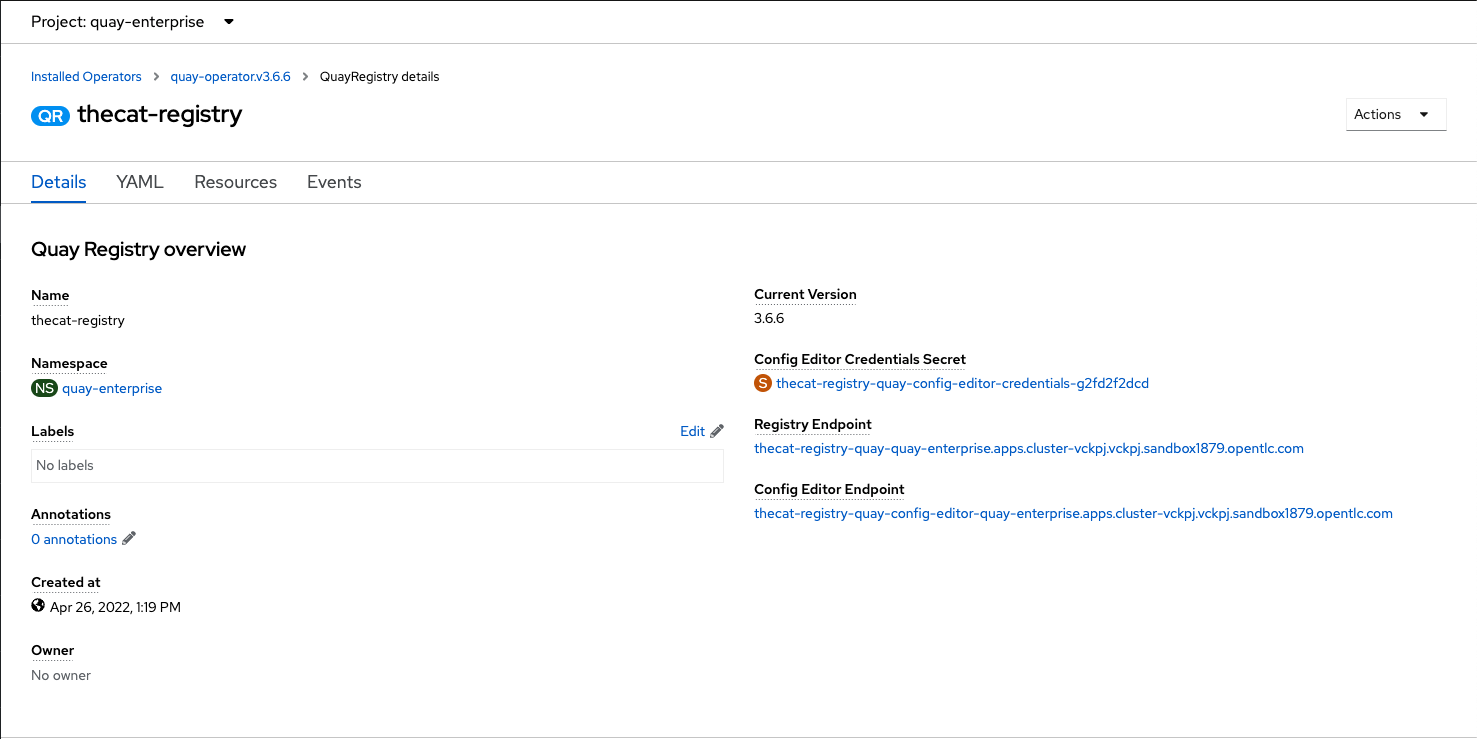 Project: quay-enterprise
Installed Operators > quay-operator.v3.6.6 > QuayRegistry details
QR thecat-registry
Actions
Details YAML Resources Events
Quay Registry overview
Name
thecat-registry
Namespace
NS quay-enterprise
Labels Edit
No labels
Annotations
0 annotations
Created at
Apr 26, 2022, 1:19 PM
Owner
No owner
Current Version
3.6.6
Config Editor Credentials Secret
S thecat-registry-quay-config-editor-credentials-g2fd2f2dcd
Registry Endpoint
thecat-registry-quay-quay-enterprise.apps.cluster-vckpj.vckpj.sandbox1879.opentlc.com
Config Editor Endpoint
thecat-registry-quay-config-editor-quay-enterprise.apps.cluster-vckpj.vckpj.sandbox1879.opentlc.com